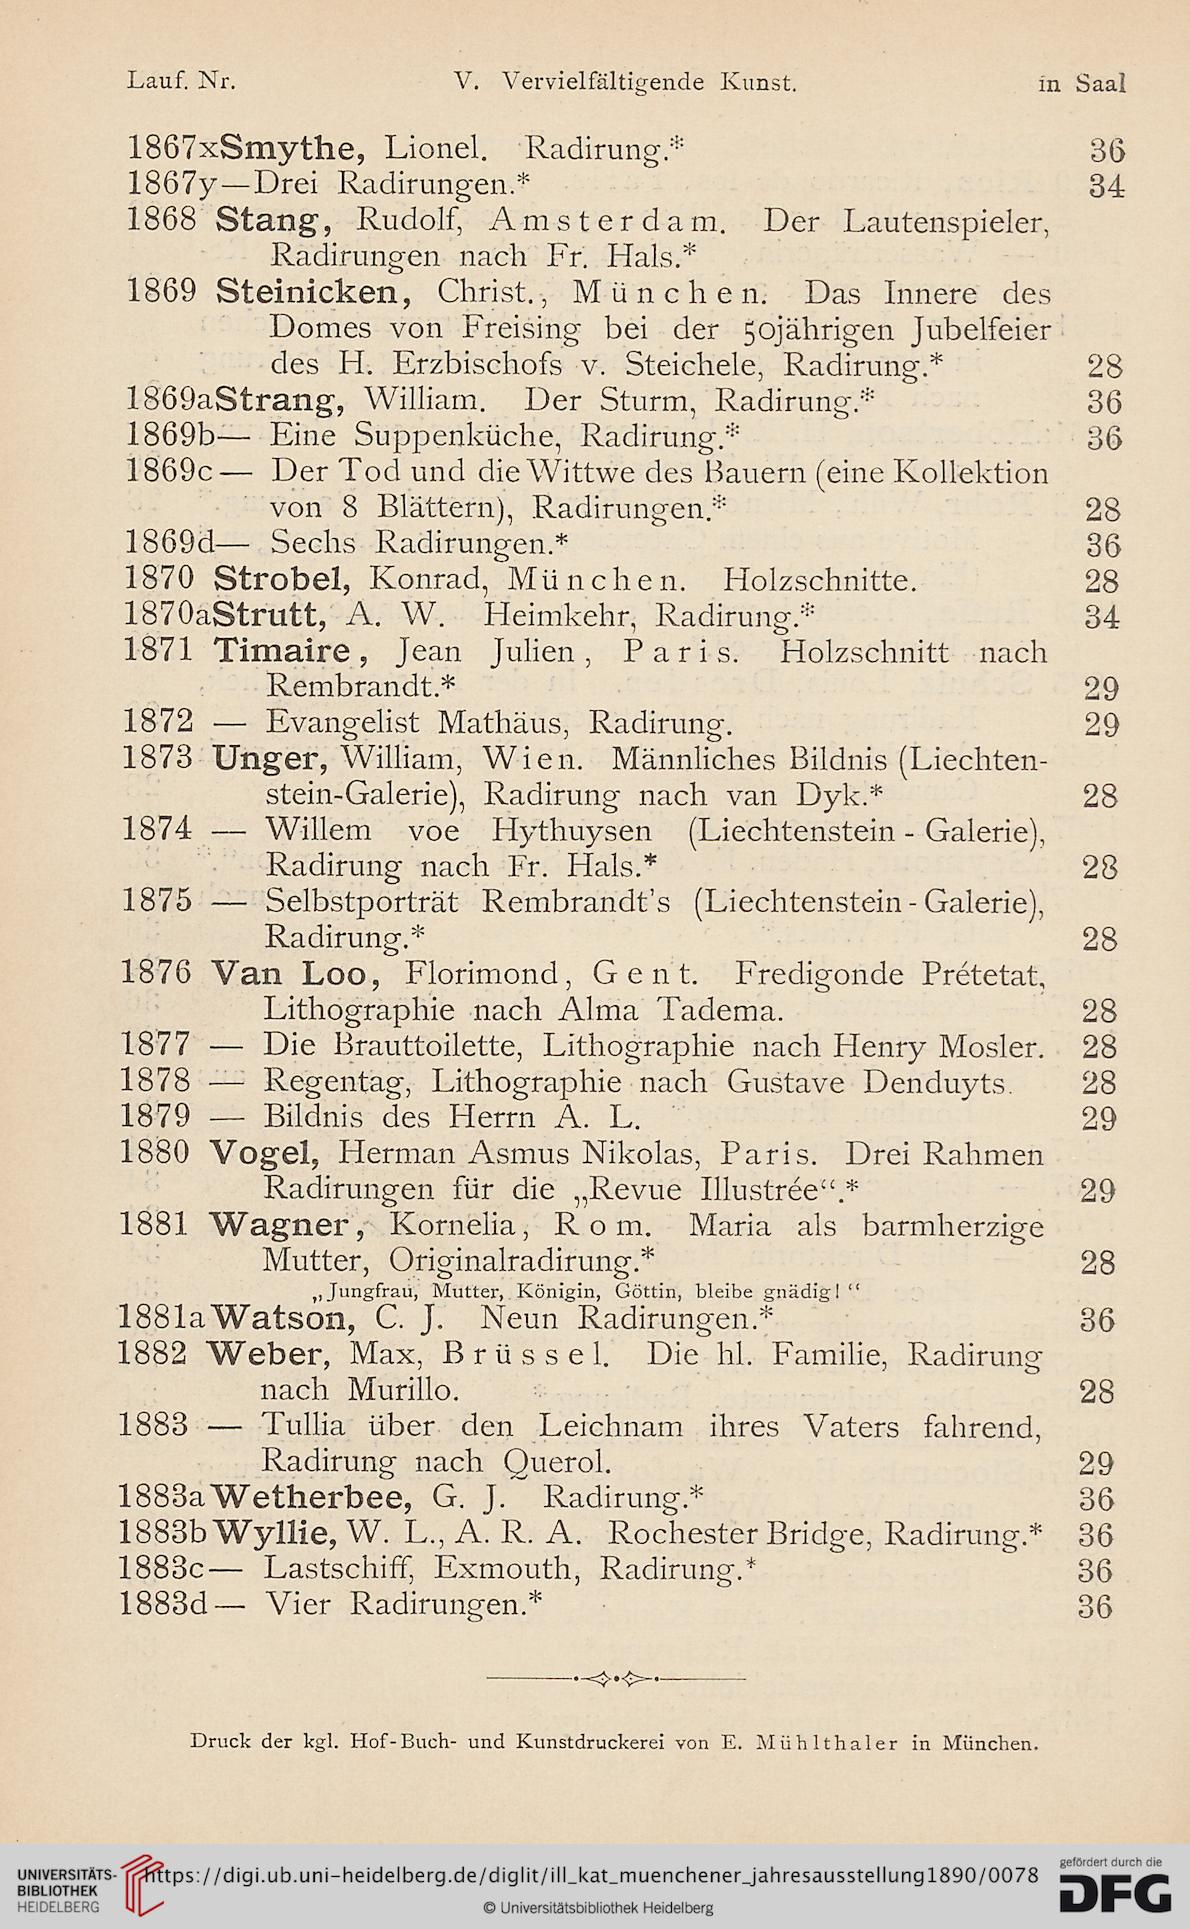 Lauf. Nr. V. Vervielfältigende Kunst. in Saal
1867x Smythe, Lionel. Radirung.* 36
1867y — Drei Radirungen.* 34
1868 Stang, Rudolf, Amsterdam. Der Lautenspieler,
Radirungen nach Fr. Hals.*
1869 Steinicken, Christ., München. Das Innere des
Domes von Freising bei der 50jährigen Jubelfeier
des H. Erzbischofs v. Steichele, Radirung.* 28
1869a Strang, William. Der Sturm, Radirung.* 36
1869b — Eine Suppenküche, Radirung.* 36
1869c — Der Tod und die Wittwe des Bauern (eine Kollektion
von 8 Blättern), Radirungen.* 28
1869d — Sechs Radirungen.* 36
1870 Strobel, Konrad, München. Holzschnitte. 28
1870a Strutt, A. W. Heimkehr, Radirung.* 34
1871 Timaire, Jean Julien, Paris. Holzschnitt nach
Rembrandt.* 29
1872 — Evangelist Mathäus, Radirung. 29
1873 Unger, William, Wien. Männliches Bildnis (Liechten-
stein-Galerie), Radirung nach van Dyk.* 28
1874 — Willem voe Hythuysen (Liechtenstein-Galerie),
Radirung nach Fr. Hals.* 28
1875 — Selbstporträt Rembrandt's (Liechtenstein-Galerie),
Radirung.* 28
1876 Van Loo, Florimond, Gent. Fredigonde Prétetat,
Lithographie nach Alma Tadema. 28
1877 — Die Brauttoilette, Lithographie nach Henry Mosler. 28
1878 — Regentag, Lithographie nach Gustave Denduyts. 28
1879 — Bildnis des Herrn A. L. 29
1880 Vogel, Herman Asmus Nikolas, Paris. Drei Rahmen
Radirungen für die „Revue Illustrée“.* 29
1881 Wagner, Kornelia, Rom. Maria als barmherzige
Mutter, Originalradirung.* 28
„Jungfrau, Mutter, Königin, Göttin, bleibe gnädig!“
1881a Watson, C. J. Neun Radirungen.* 36
1882 Weber, Max, Brüssel. Die hl. Familie, Radirung
nach Murillo. 28
1883 — Tullia über den Leichnam ihres Vaters fahrend,
Radirung nach Querol. 29
1883a Wetherbee, G. J. Radirung.* 36
1883b Wyllie, W. L., A. R. A. Rochester Bridge, Radirung.* 36
1883c — Lastschiff, Exmouth, Radirung.* 36
1883d — Vier Radirungen.* 36
Druck der kgl. Hof-Buch- und Kunstdruckerei von E. Mühlthaler in München.
UNIVERSITÄTS-
BIBLIOTHEK
HEIDELBERG
https://digi.ub.uni-heidelberg.de/diglit/ill_kat_muenchener_jahresausstellung1890/0078
© Universitätsbibliothek Heidelberg
gefördert durch die
DFG